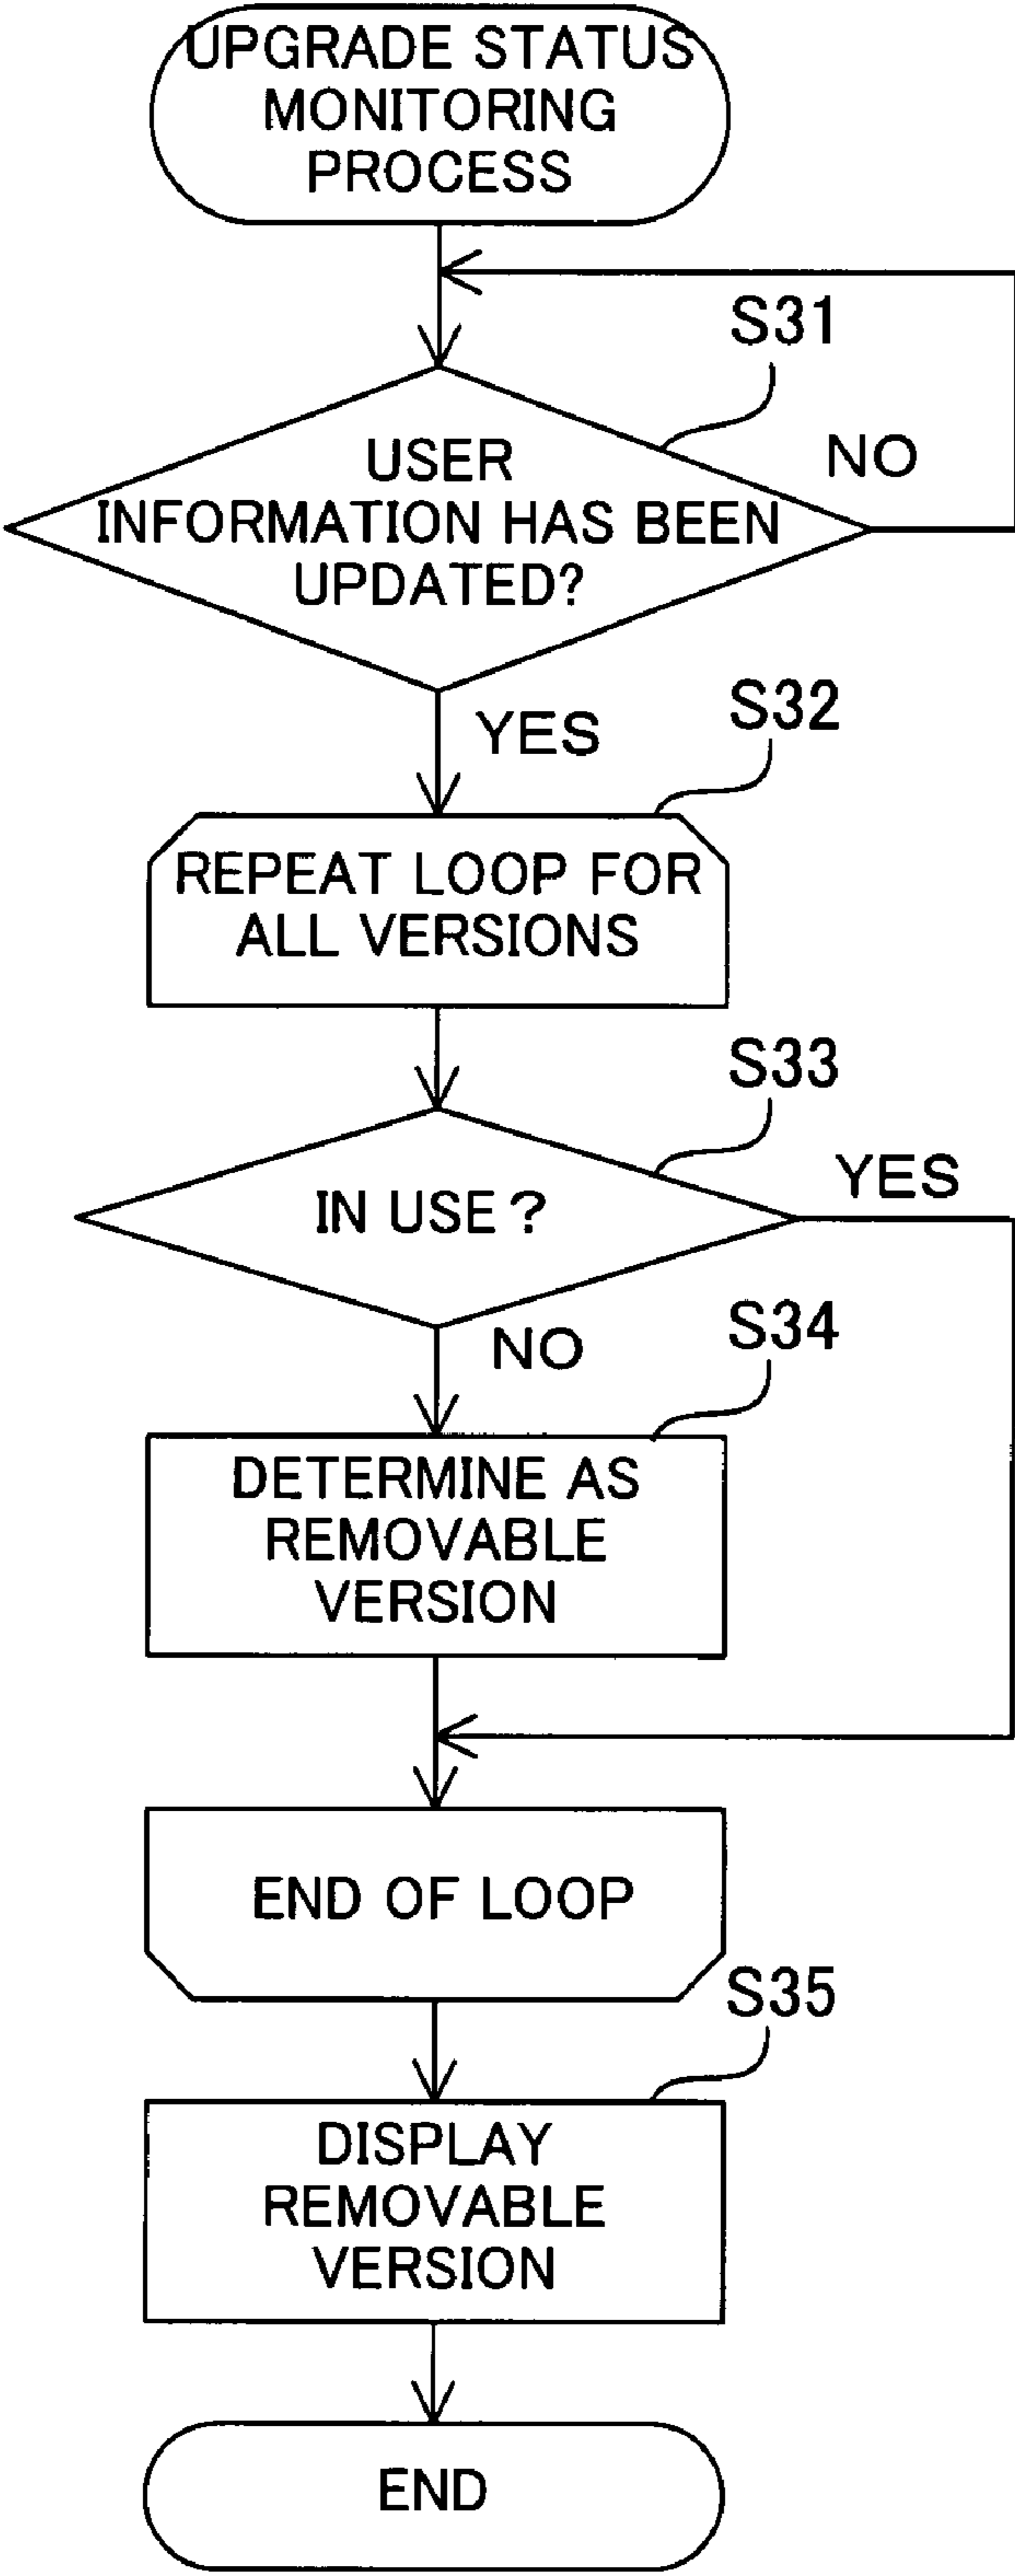 UPGRADE STATUS
MONITORING
PROCESS
S31
USER
INFORMATION HAS BEEN
UPDATED?
NO
YES
S32
REPEAT LOOP FOR
ALL VERSIONS
S33
IN USE?
YES
NO
S34
DETERMINE AS
REMOVABLE
VERSION
END OF LOOP
S35
DISPLAY
REMOVABLE
VERSION
END